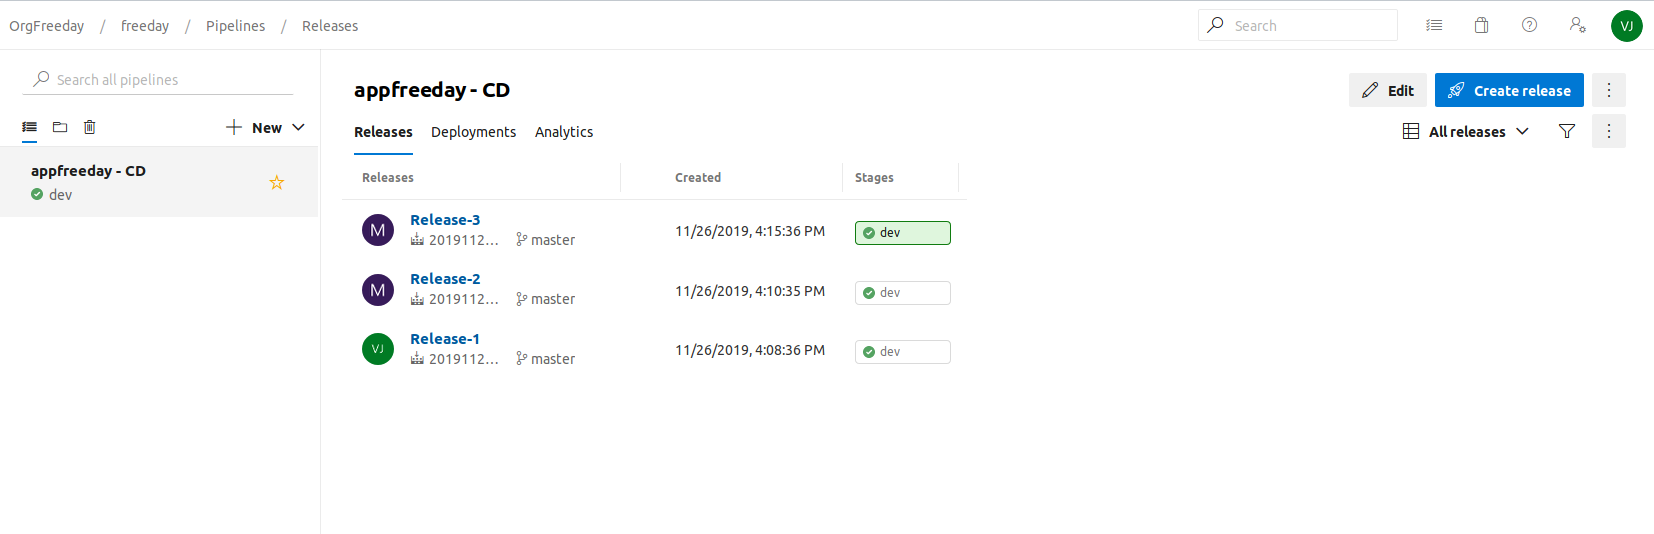 OrgFreeday / freeday / Pipelines / Releases
Search
VJ
Search all pipelines
New
appfreeday - CD
dev
appfreeday - CD
Edit
Create release
Releases Deployments Analytics
All releases
Releases Created Stages
M Release-3
2019112... master
11/26/2019, 4:15:36 PM
dev
M Release-2
2019112... master
11/26/2019, 4:10:35 PM
dev
VJ Release-1
2019112... master
11/26/2019, 4:08:36 PM
dev